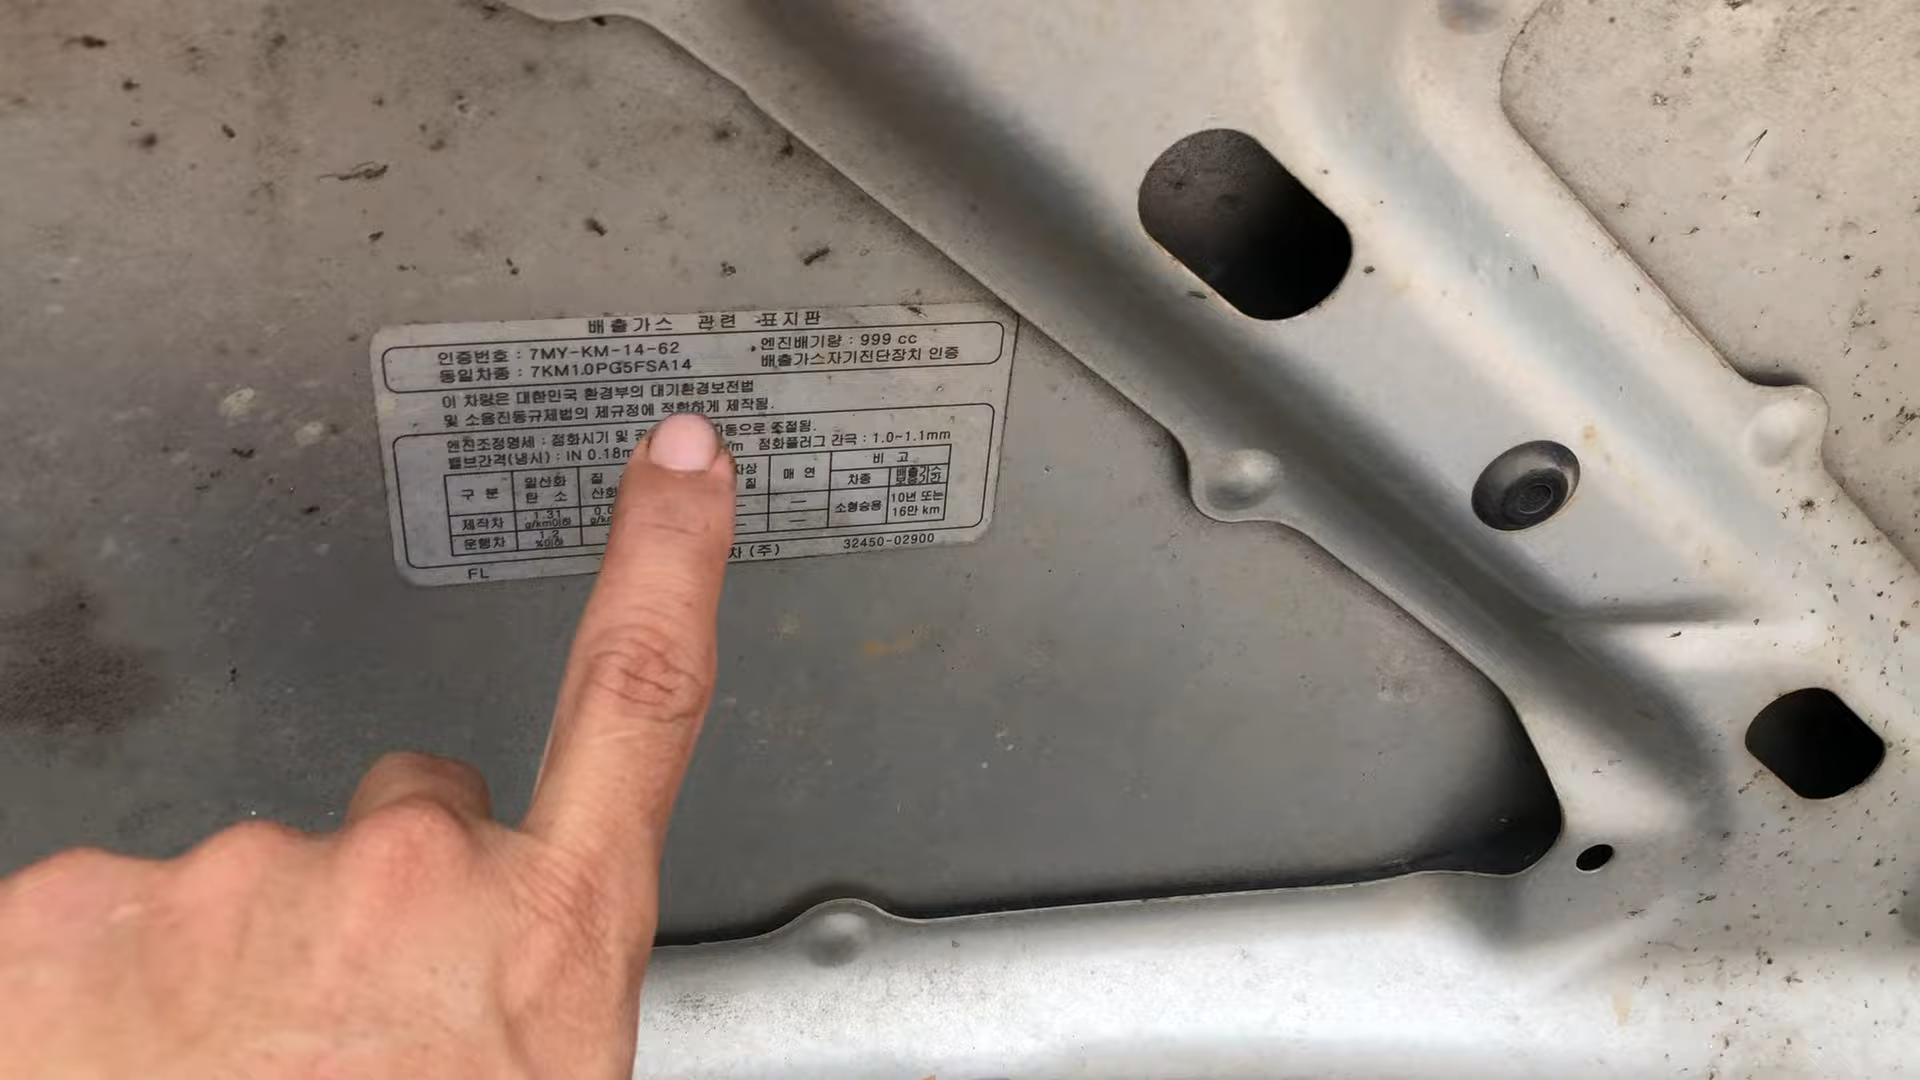 배출가스 관련 표지판
인증번호 : 7MY-KM-14-62
동일차종 : 7KM1.0PG5FSA14
엔진배기량 : 999 cc
배출가스자기진단장치 인증
이 차량은 대한민국 환경부의 대기환경보전법
및 소음진동규제법의 제규정에 적합하게 제작됨.
엔진조정명세 : 점화시기 및 동으로 조절됨.
밸브간격(냉시) : IN 0.18m m 점화플러그 간극 : 1.0~1.1mm
구 분 일산화탄 소 질 산화 자상 질 매 연 비 고
차종 배출가스 보증기간
제작차 1.31 g/km이하 0.0 g/k — — 소형승용 10년 또는 16만 km
운행차 1.2 %이하 — —
차(주) 32450-02900
FL